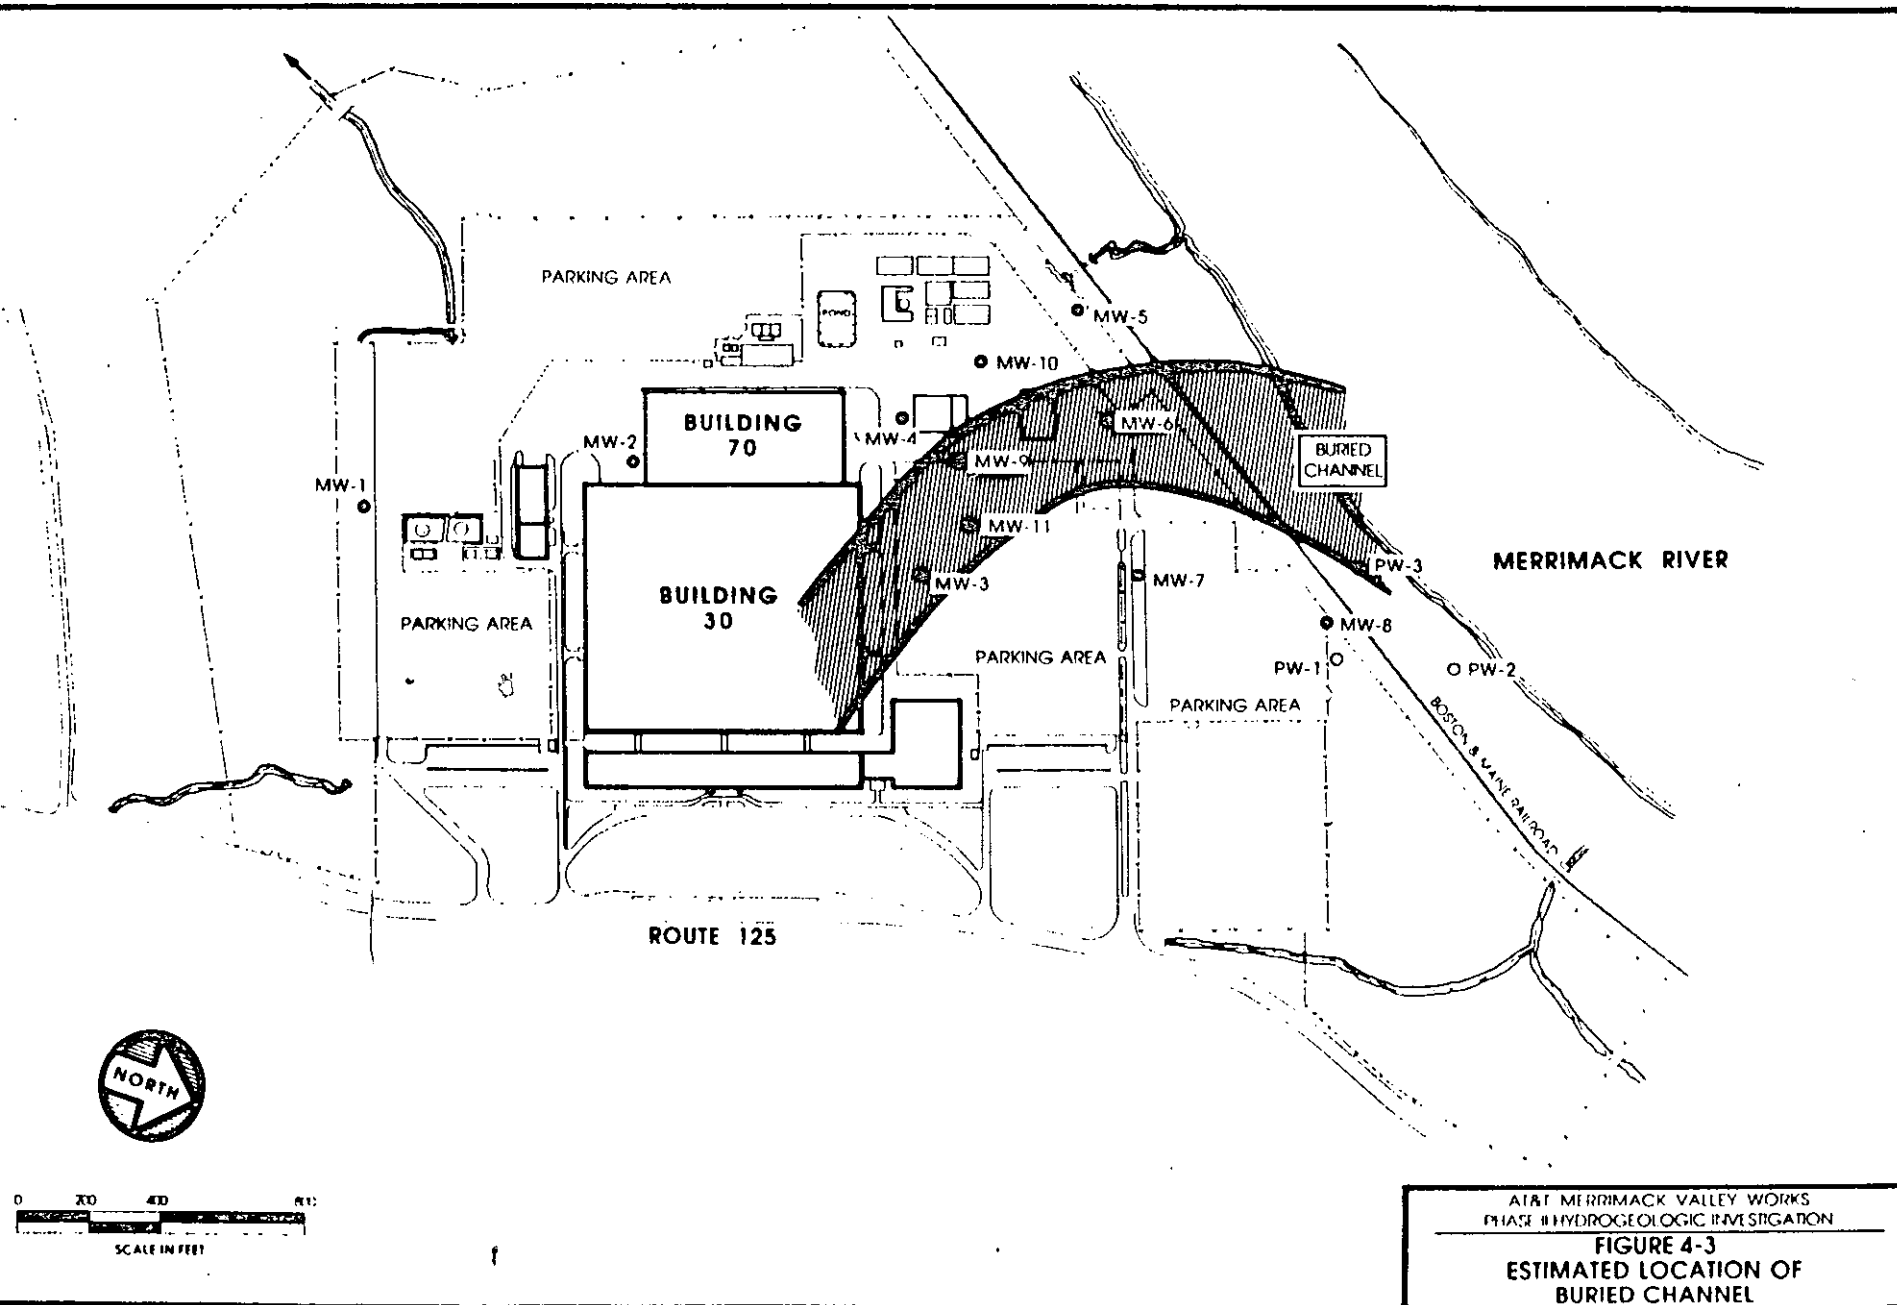 PARKING AREA
POND
MW-5
MW-10
BUILDING
70
MW-4
MW-6
MW-2
MW-9
BURIED
CHANNEL
MW-1
MW-11
MERRIMACK RIVER
PW-3
MW-3
MW-7
BUILDING
30
PARKING AREA
MW-8
PARKING AREA
PW-1
PW-2
PARKING AREA
BOSTON & MAINE RAILROAD
ROUTE 125
NORTH
0 200 400
SCALE IN FEET
AT&T MERRIMACK VALLEY WORKS
PHASE II HYDROGEOLOGIC INVESTIGATION
FIGURE 4-3
ESTIMATED LOCATION OF
BURIED CHANNEL